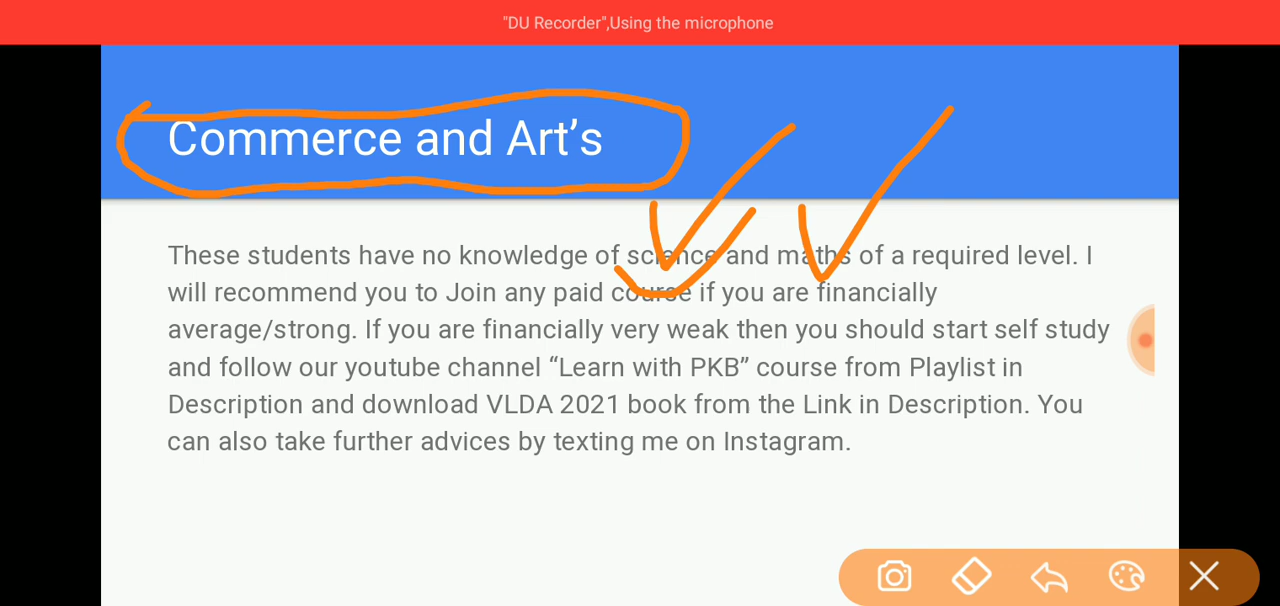 "DU Recorder",Using the microphone
Commerce and Art’s
These students have no knowledge of science and maths of a required level. I
will recommend you to Join any paid course if you are financially
average/strong. If you are financially very weak then you should start self study
and follow our youtube channel “Learn with PKB” course from Playlist in
Description and download VLDA 2021 book from the Link in Description. You
can also take further advices by texting me on Instagram.